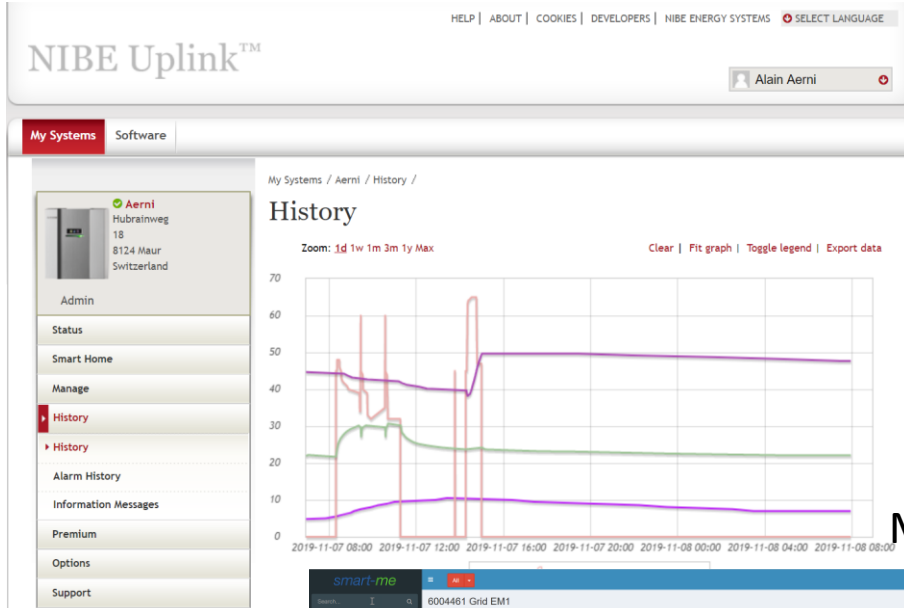 HELP | ABOUT | COOKIES | DEVELOPERS | NIBE ENERGY SYSTEMS SELECT LANGUAGE
NIBE Uplink™
Alain Aerni
My Systems Software
My Systems / Aerni / History /
Aerni
Hubrainweg
18
8124 Maur
Switzerland
Admin
History
Zoom: 1d 1w 1m 3m 1y Max Clear | Fit graph | Toggle legend | Export data
Status
Smart Home
Manage
History
History
Alarm History
Information Messages
Premium
Options
Support
70
60
50
40
30
20
10
0
2019-11-07 08:00 2019-11-07 12:00 2019-11-07 16:00 2019-11-07 20:00 2019-11-08 00:00 2019-11-08 04:00 2019-11-08 08:00
N
smart-me All
Search... 6004461 Grid EM1